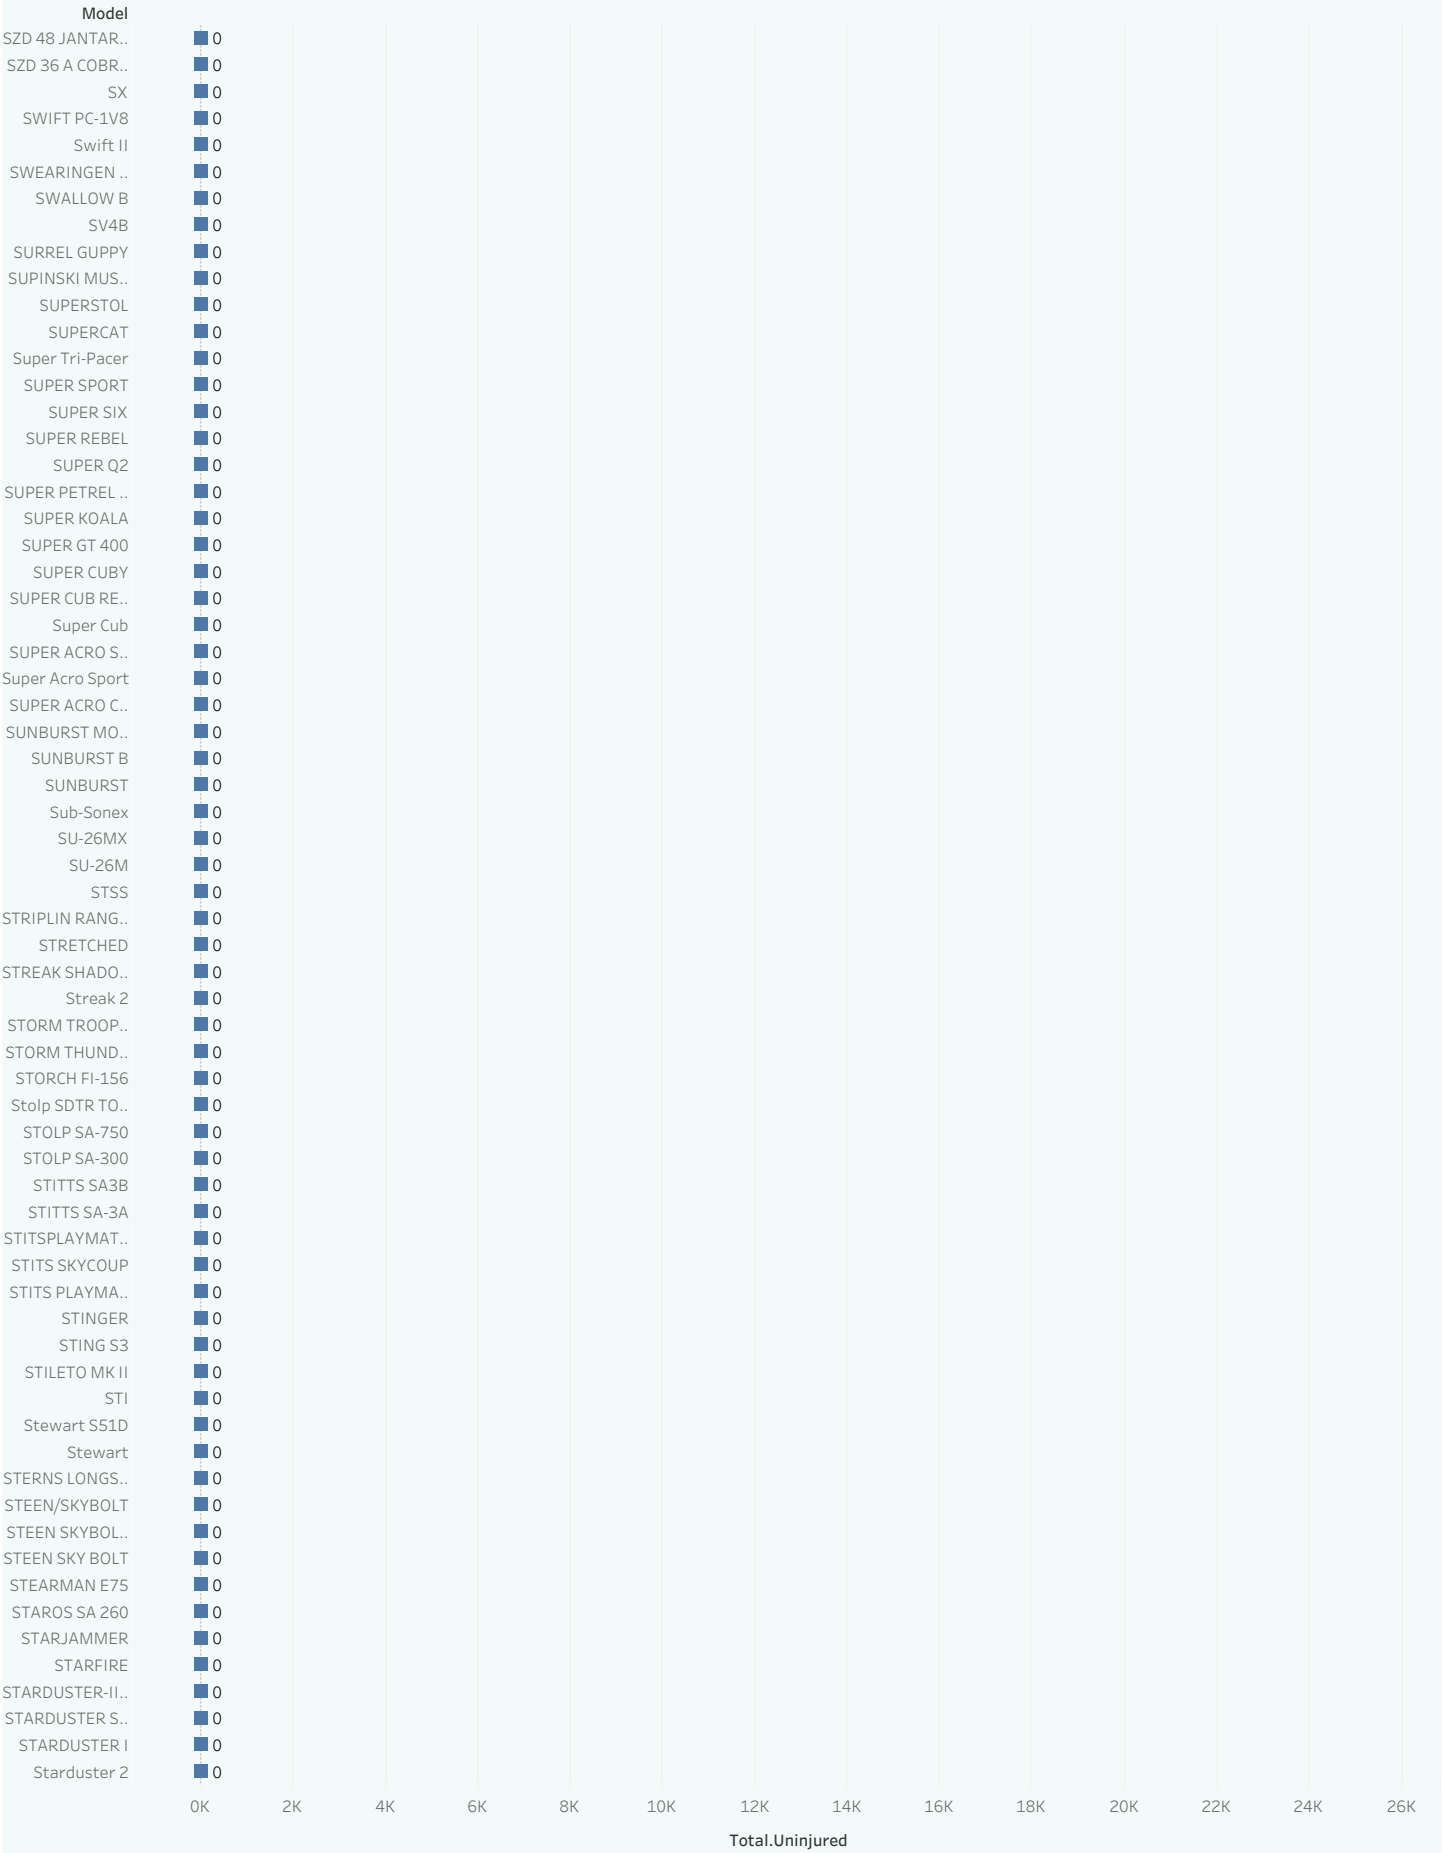 Model
SZD 48 JANTAR.. 0
SZD 36 A COBR.. 0
SX 0
SWIFT PC-1V8 0
Swift II 0
SWEARINGEN .. 0
SWALLOW B 0
SV4B 0
SURREL GUPPY 0
SUPINSKI MUS.. 0
SUPERSTOL 0
SUPERCAT 0
Super Tri-Pacer 0
SUPER SPORT 0
SUPER SIX 0
SUPER REBEL 0
SUPER Q2 0
SUPER PETREL .. 0
SUPER KOALA 0
SUPER GT 400 0
SUPER CUBY 0
SUPER CUB RE.. 0
Super Cub 0
SUPER ACRO S.. 0
Super Acro Sport 0
SUPER ACRO C.. 0
SUNBURST MO.. 0
SUNBURST B 0
SUNBURST 0
Sub-Sonex 0
SU-26MX 0
SU-26M 0
STSS 0
STRIPLIN RANG.. 0
STRETCHED 0
STREAK SHADO.. 0
Streak 2 0
STORM TROOP.. 0
STORM THUND.. 0
STORCH FI-156 0
Stolp SDTR TO.. 0
STOLP SA-750 0
STOLP SA-300 0
STITTS SA3B 0
STITTS SA-3A 0
STITSPLAYMAT.. 0
STITS SKYCOUP 0
STITS PLAYMA.. 0
STINGER 0
STING S3 0
STILETO MK II 0
STI 0
Stewart S51D 0
Stewart 0
STERNS LONGS.. 0
STEEN/SKYBOLT 0
STEEN SKYBOL.. 0
STEEN SKY BOLT 0
STEARMAN E75 0
STAROS SA 260 0
STARJAMMER 0
STARFIRE 0
STARDUSTER-II.. 0
STARDUSTER S.. 0
STARDUSTER I 0
Starduster 2 0
0K 2K 4K 6K 8K 10K 12K 14K 16K 18K 20K 22K 24K 26K
Total.Uninjured